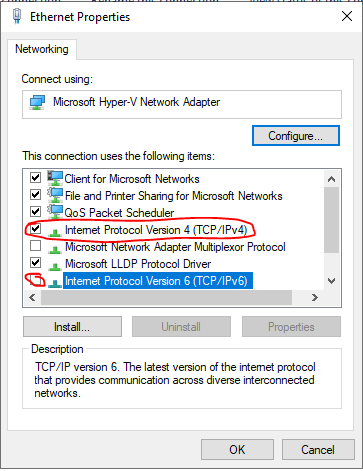 Ethernet Properties
Networking
Connect using:
Microsoft Hyper-V Network Adapter
Configure...
This connection uses the following items:
Client for Microsoft Networks
File and Printer Sharing for Microsoft Networks
QoS Packet Scheduler
Internet Protocol Version 4 (TCP/IPv4)
Microsoft Network Adapter Multiplexor Protocol
Microsoft LLDP Protocol Driver
Internet Protocol Version 6 (TCP/IPv6)
Install...
Uninstall
Properties
Description
TCP/IP version 6. The latest version of the internet protocol
that provides communication across diverse interconnected
networks.
OK
Cancel